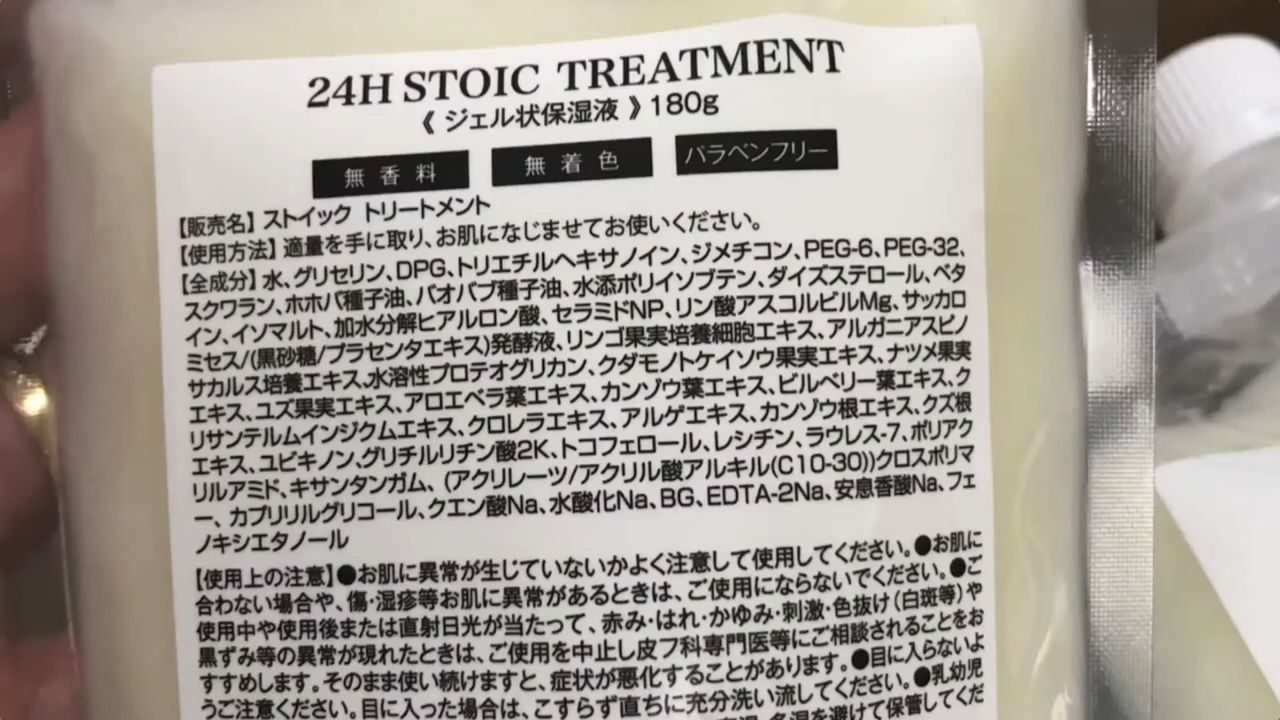 24H STOIC TREATMENT
《 ジェル状保湿液 》180g
無香料 無着色 パラベンフリー
【販売名】ストイック トリートメント
【使用方法】適量を手に取り、お肌になじませてお使いください。
【全成分】水、グリセリン、DPG、トリエチルヘキサノイン、ジメチコン、PEG-6、PEG-32、
スクワラン、ホホバ種子油、バオバブ種子油、水添ポリイソブテン、ダイズステロール、ベタ
イン、イソマルト、加水分解ヒアルロン酸、セラミドNP、リン酸アスコルビルMg、サッカロ
ミセス/(黒砂糖/プラセンタエキス)発酵液、リンゴ果実培養細胞エキス、アルガニアスピノ
サカルス培養エキス、水溶性プロテオグリカン、クダモノトケイソウ果実エキス、ナツメ果実
エキス、ユズ果実エキス、アロエベラ葉エキス、カンゾウ葉エキス、ビルベリー葉エキス、ク
リサンテルムインジクムエキス、クロレラエキス、アルゲエキス、カンゾウ根エキス、クズ根
エキス、ユビキノン、グリチルリチン酸2K、トコフェロール、レシチン、ラウレス-7、ポリアク
リルアミド、キサンタンガム、(アクリレーツ/アクリル酸アルキル(C10-30))クロスポリマ
ー、カプリリルグリコール、クエン酸Na、水酸化Na、BG、EDTA-2Na、安息香酸Na、フェ
ノキシエタノール
【使用上の注意】●お肌に異常が生じていないかよく注意して使用してください。●お肌に
合わない場合や、傷・湿疹等お肌に異常があるときは、ご使用にならないでください。●ご
使用中や使用後または直射日光が当たって、赤み・はれ・かゆみ・刺激・色抜け(白斑等)や
黒ずみ等の異常が現れたときは、ご使用を中止し皮フ科専門医等にご相談されることをお
すすめします。そのまま使い続けますと、症状が悪化することがあります。●目に入らないよ
うご注意ください。目に入った場合は、こすらず直ちに充分洗い流してください。●乳幼児
多湿を避けて保管してくだ